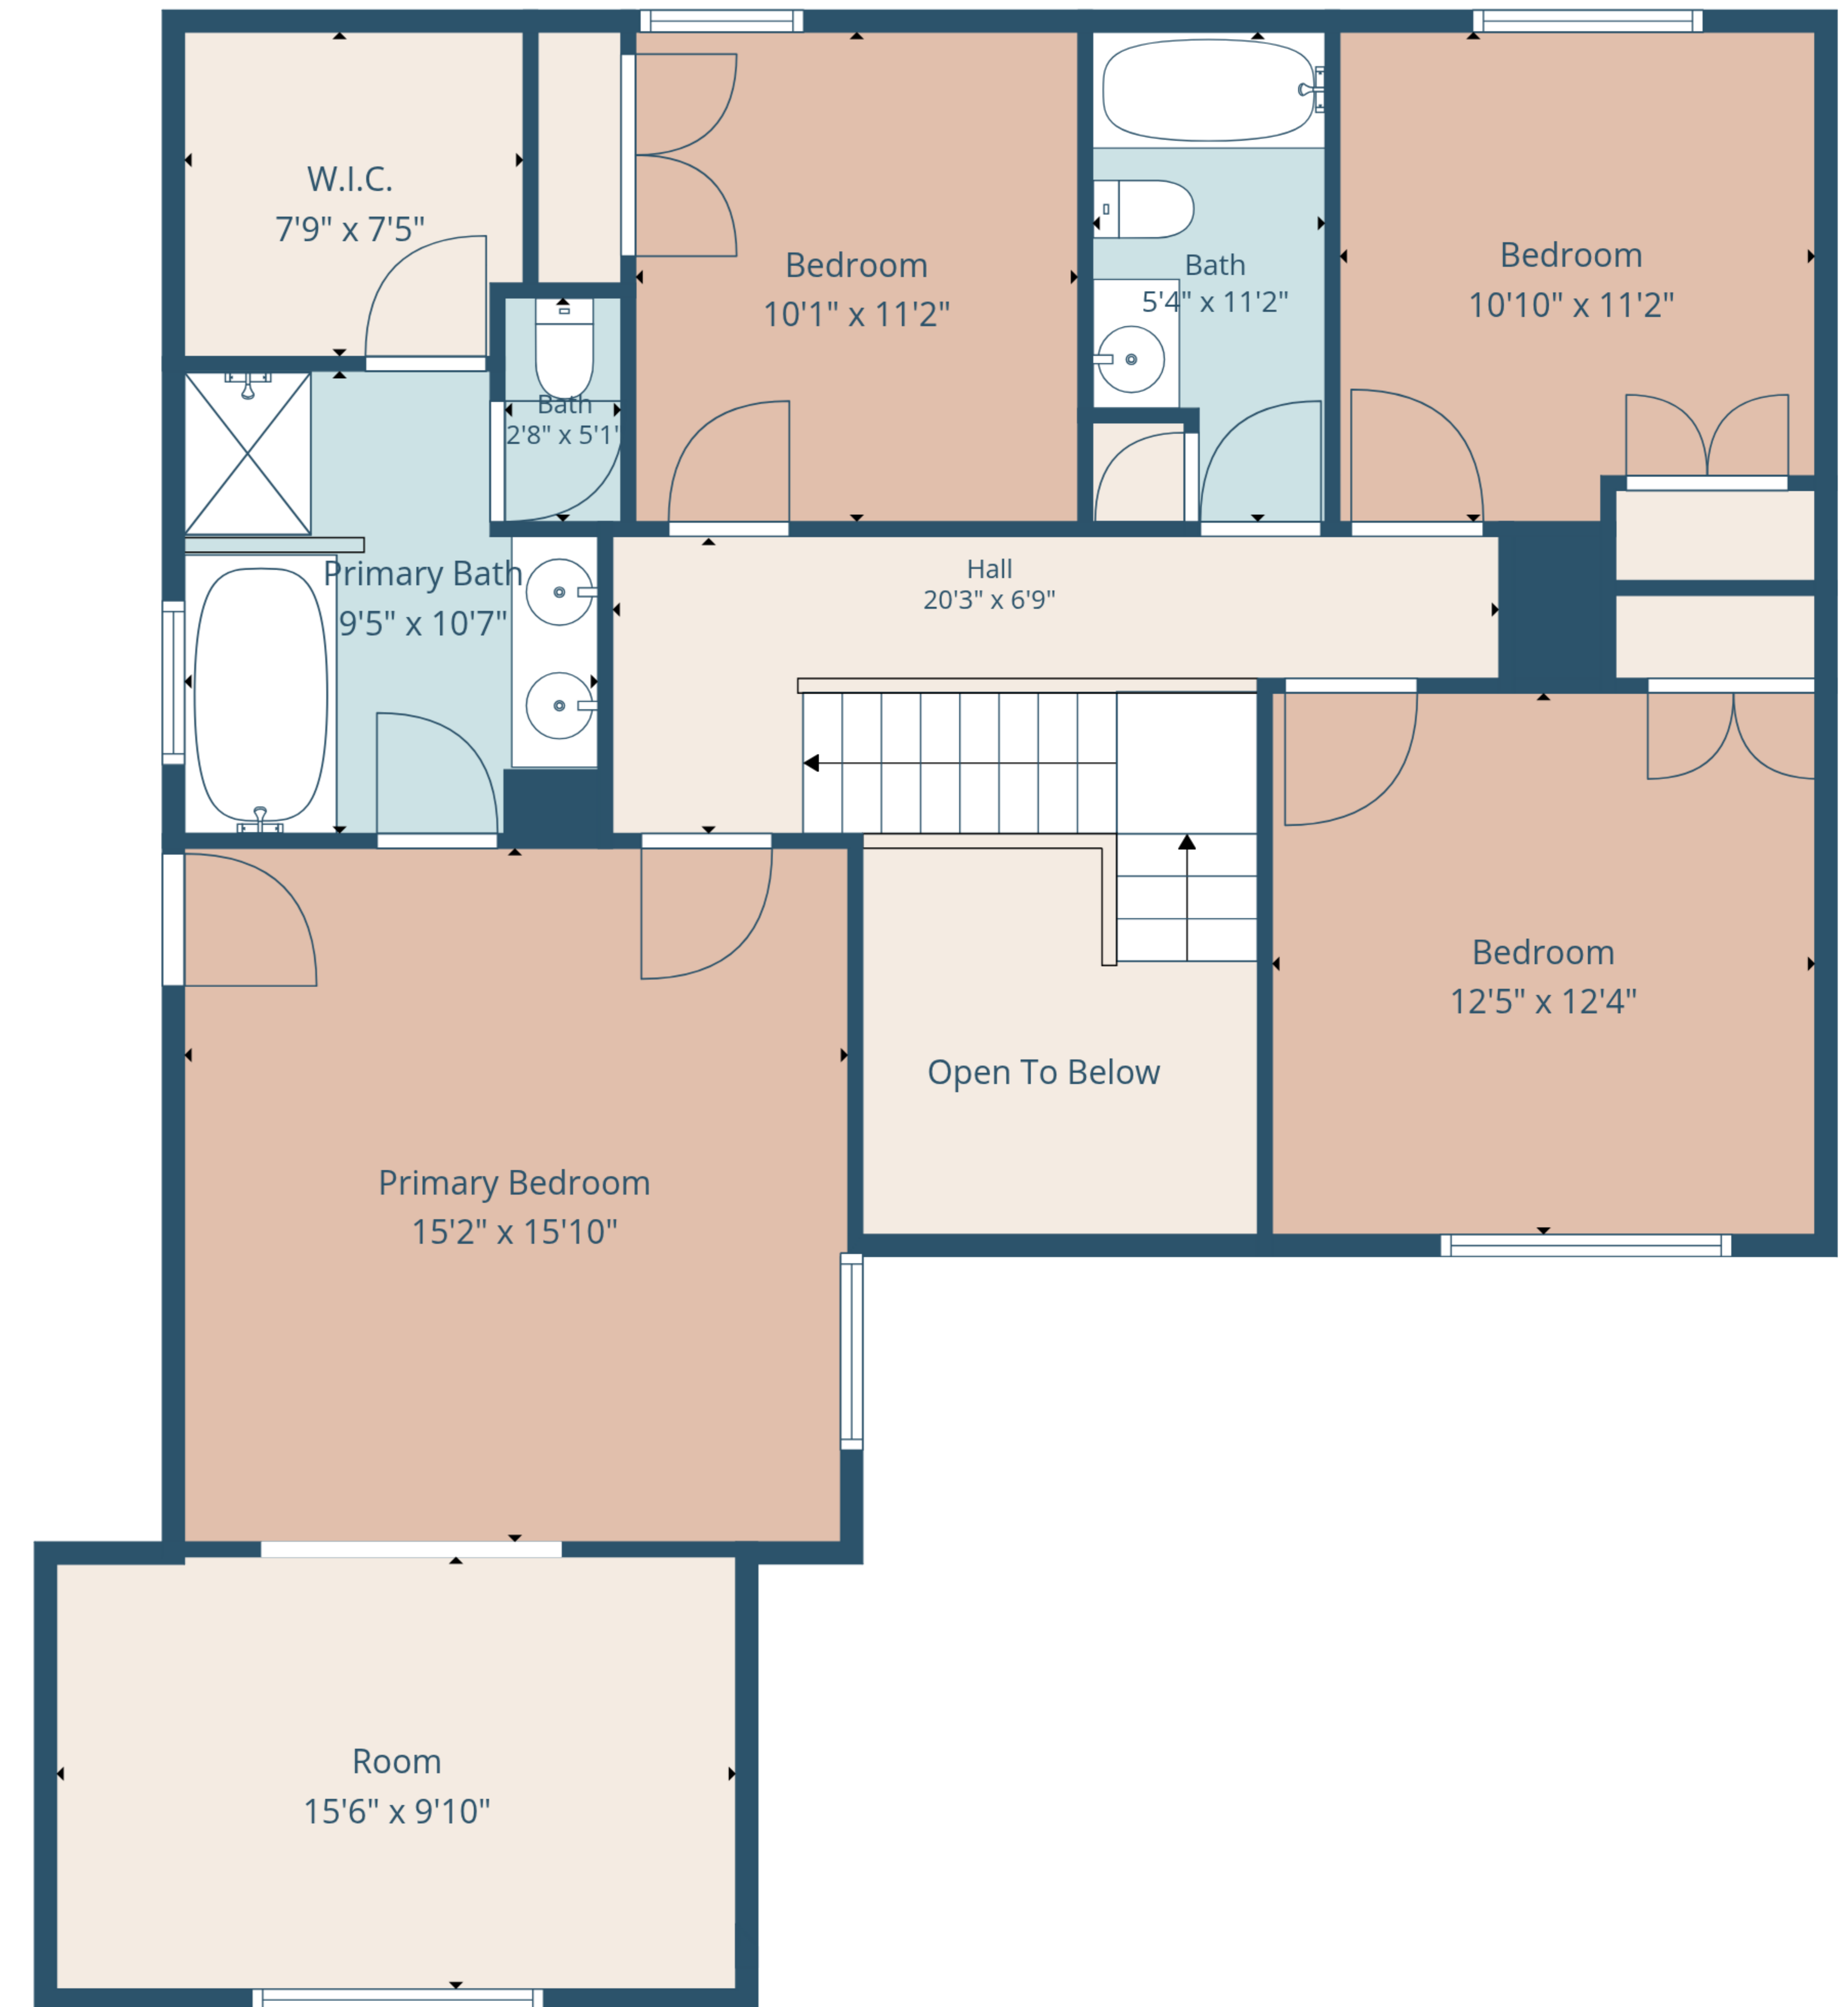 W.I.C.
7'9" x 7'5"
Bedroom
10'1" x 11'2"
Bath
5'4" x 11'2"
Bedroom
10'10" x 11'2"
Bath
2'8" x 5'1"
Primary Bath
9'5" x 10'7"
Hall
20'3" x 6'9"
Bedroom
12'5" x 12'4"
Open To Below
Primary Bedroom
15'2" x 15'10"
Room
15'6" x 9'10"